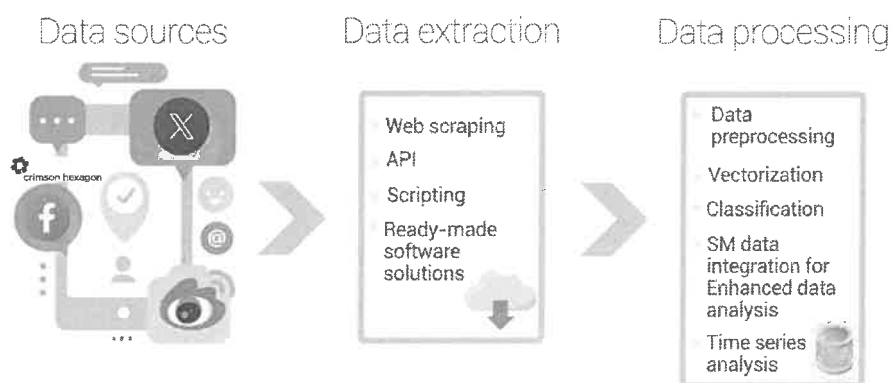 Data sources
Data extraction
Data processing
crimson hexagon
X
f
@
Web scraping
API
Scripting
Ready-made
software
solutions
Data
preprocessing
Vectorization
Classification
SM data
integration for
Enhanced data
analysis
Time series
analysis